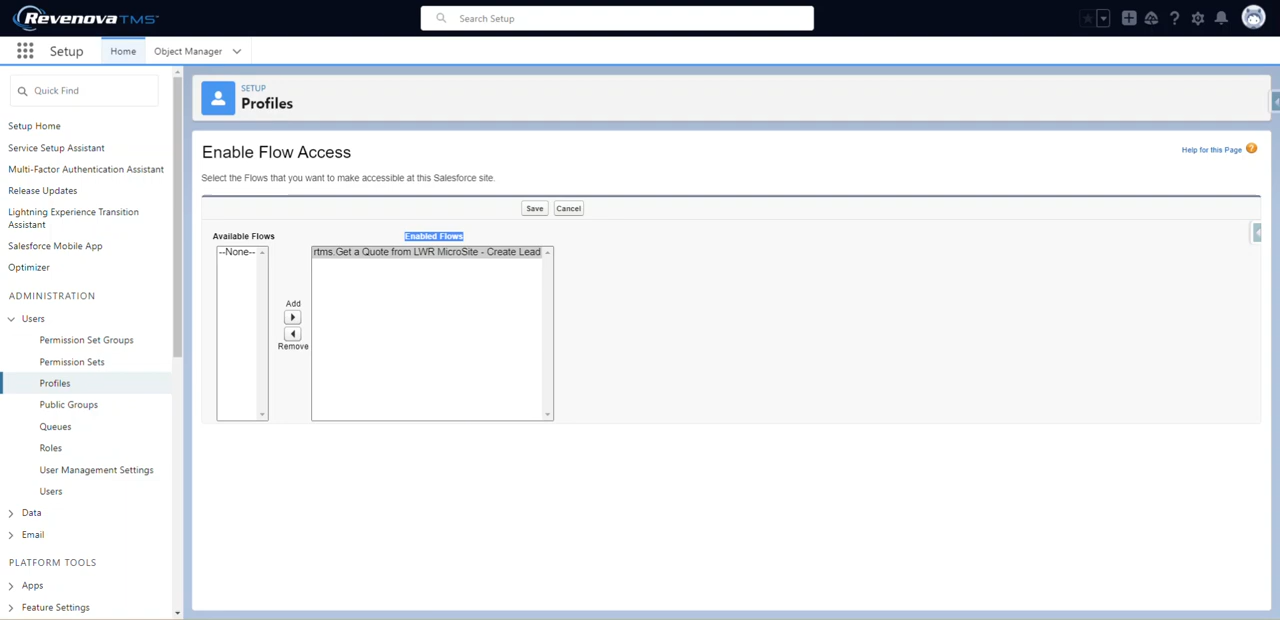 Revenova TMS
Search Setup
Setup
Home
Object Manager
Quick Find
Setup Home
Service Setup Assistant
Multi-Factor Authentication Assistant
Release Updates
Lightning Experience Transition
Assistant
Salesforce Mobile App
Optimizer
ADMINISTRATION
Users
Permission Set Groups
Permission Sets
Profiles
Public Groups
Queues
Roles
User Management Settings
Users
Data
Email
PLATFORM TOOLS
Apps
Feature Settings
SETUP
Profiles
Enable Flow Access
Help for this Page
Select the Flows that you want to make accessible at this Salesforce site.
Save Cancel
Available Flows
Enabled Flows
--None--
rtms.Get a Quote from LWR MicroSite - Create Lead
Add
Remove